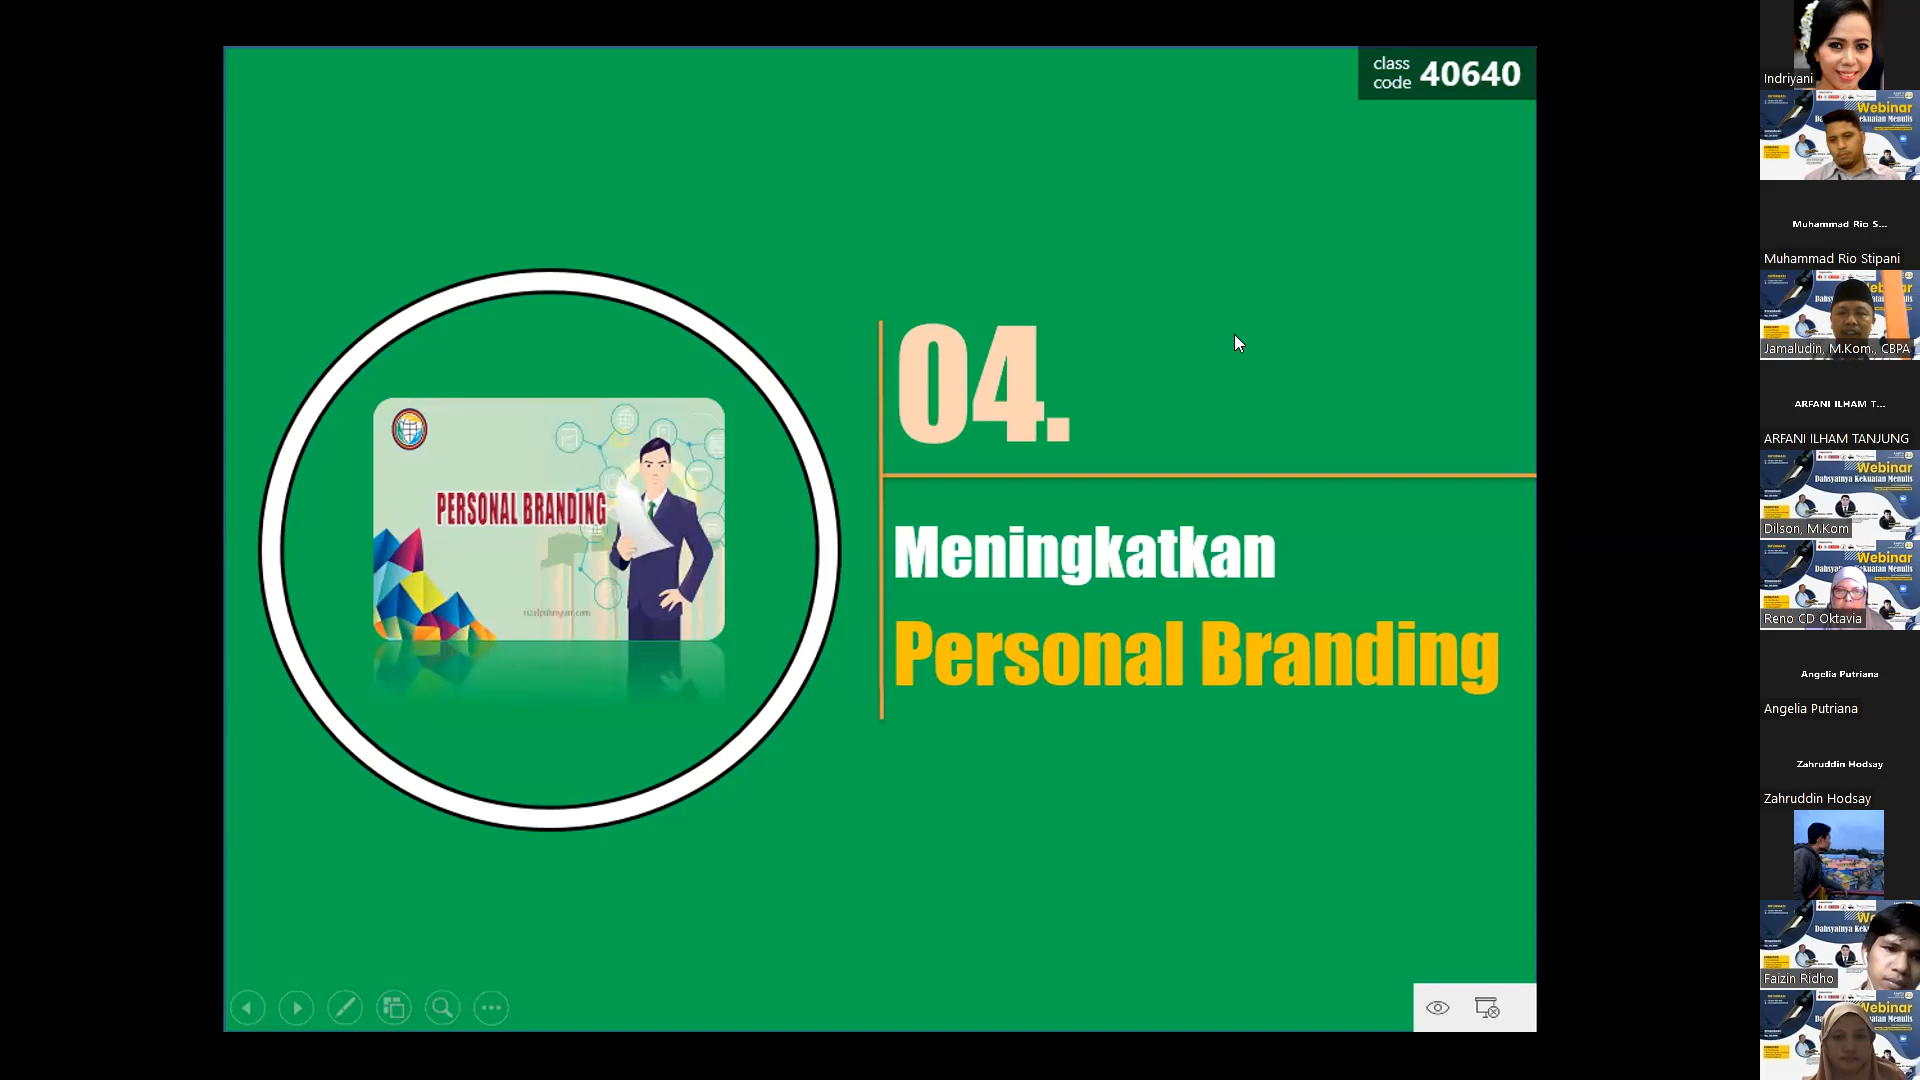 class
code 40640
04.
Meningkatkan
Personal Branding
PERSONAL BRANDING
Indriyani
Webinar
Muhammad Rio S...
Muhammad Rio Stipani
Jamaludin, M.Kom., CBPA
ARFANI ILHAM T...
ARFANI ILHAM TANJUNG
Webinar
Dahsyatnya Kekuatan Menulis
Dilson, M.Kom
Webinar
Reno CD Oktavia
Angelia Putriana
Angelia Putriana
Zahruddin Hodsay
Zahruddin Hodsay
Faizin Ridho
Webinar